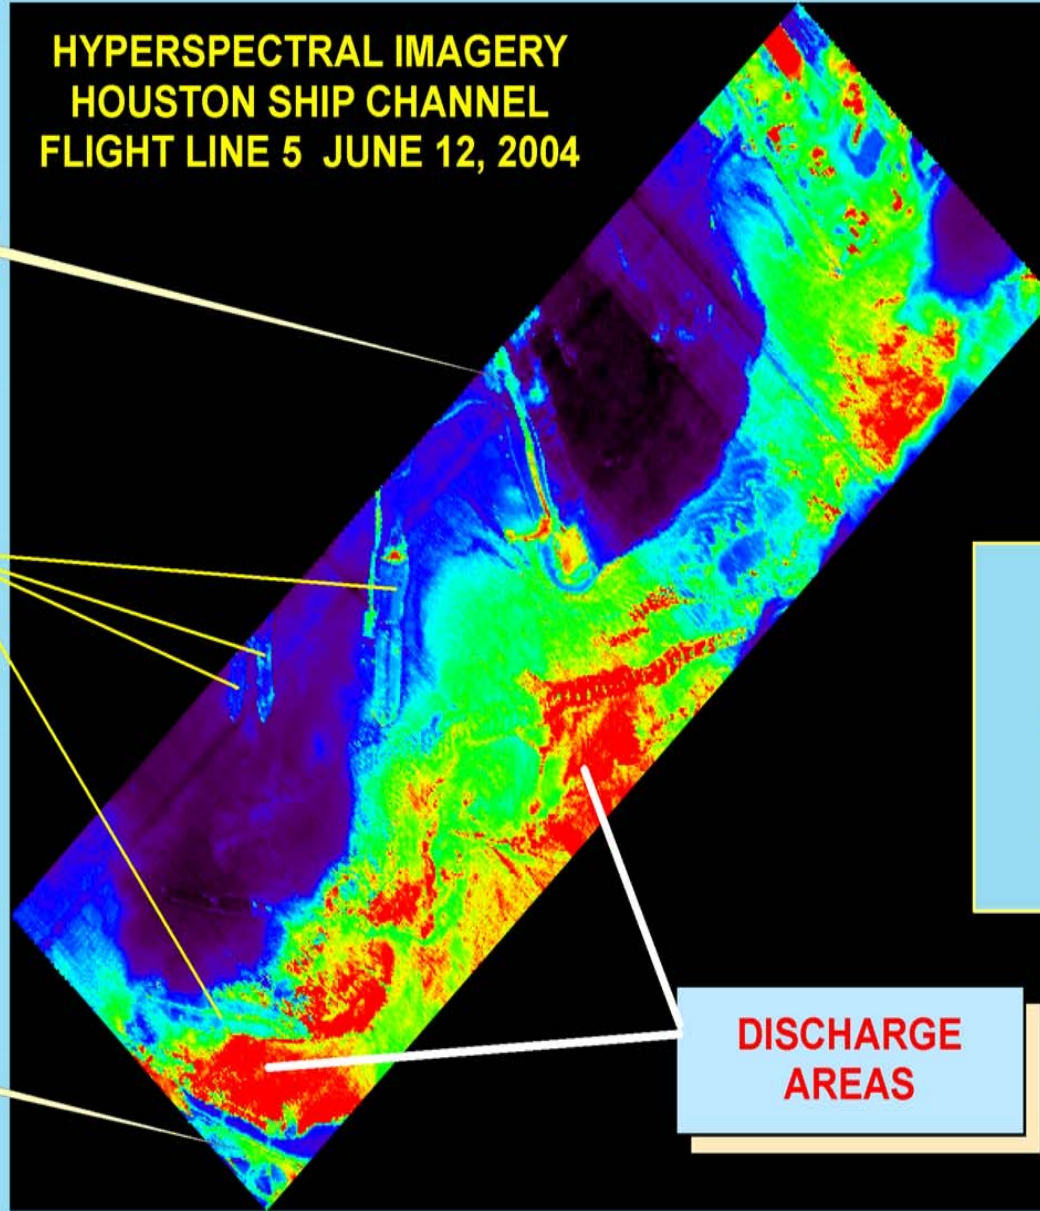 HYPERSPECTRAL IMAGERY
HOUSTON SHIP CHANNEL
FLIGHT LINE 5 JUNE 12, 2004
DISCHARGE
AREAS